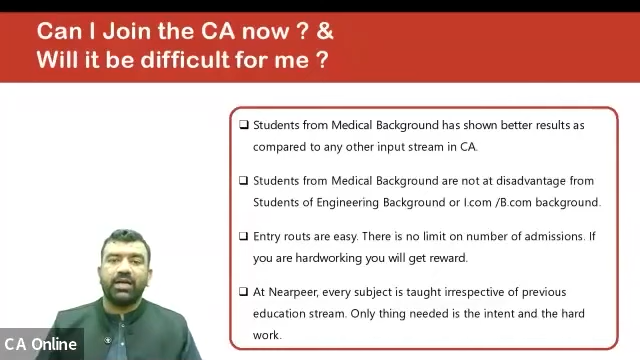 Can I Join the CA now ? &
Will it be difficult for me ?
❑ Students from Medical Background has shown better results as
compared to any other input stream in CA.
❑ Students from Medical Background are not at disadvantage from
Students of Engineering Background or I.com /B.com background.
❑ Entry routs are easy. There is no limit on number of admissions. If
you are hardworking you will get reward.
❑ At Nearpeer, every subject is taught irrespective of previous
education stream. Only thing needed is the intent and the hard
work.
CA Online